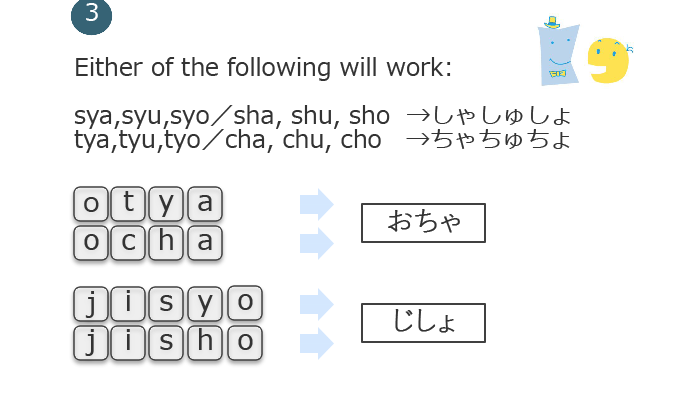 3
Either of the following will work:
sya,syu,syo／sha, shu, sho →しゃしゅしょ
tya,tyu,tyo／cha, chu, cho →ちゃちゅちょ
o t y a
おちゃ
o c h a
j i s y o
じしょ
j i s h o